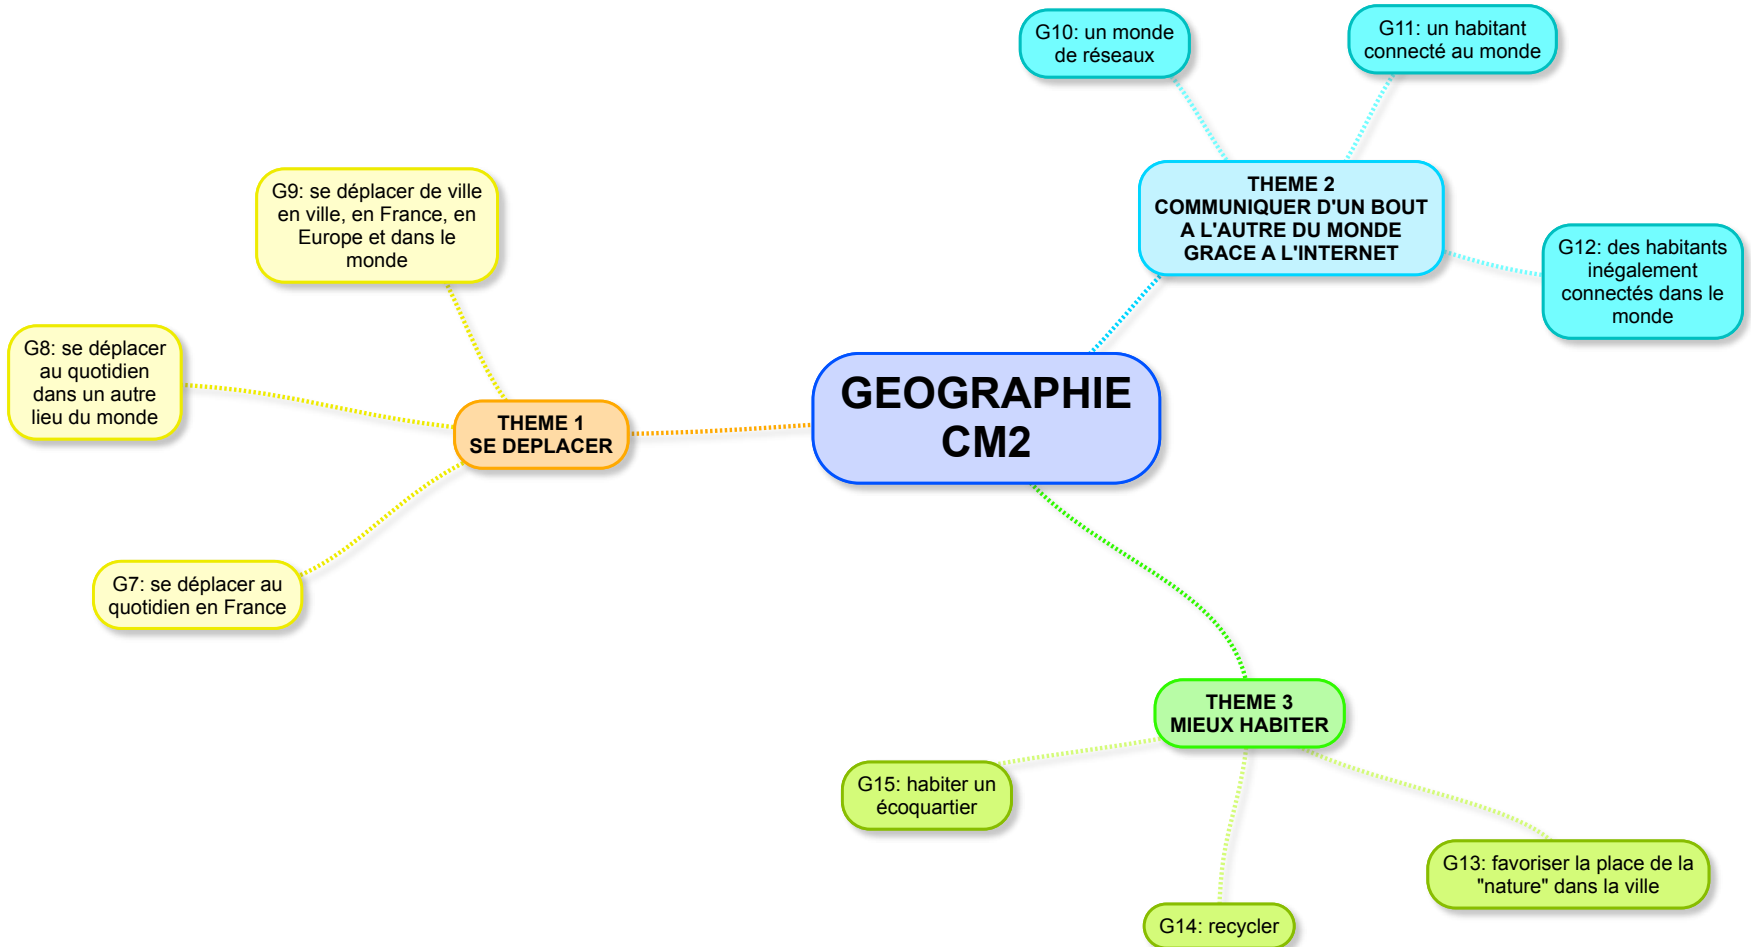 GEOGRAPHIE
CM2
THEME 1
SE DEPLACER
G7: se déplacer au
quotidien en France
G8: se déplacer
au quotidien
dans un autre
lieu du monde
G9: se déplacer de ville
en ville, en France, en
Europe et dans le
monde
THEME 2
COMMUNIQUER D'UN BOUT
A L'AUTRE DU MONDE
GRACE A L'INTERNET
G10: un monde
de réseaux
G11: un habitant
connecté au monde
G12: des habitants
inégalement
connectés dans le
monde
THEME 3
MIEUX HABITER
G13: favoriser la place de la
"nature" dans la ville
G14: recycler
G15: habiter un
écoquartier